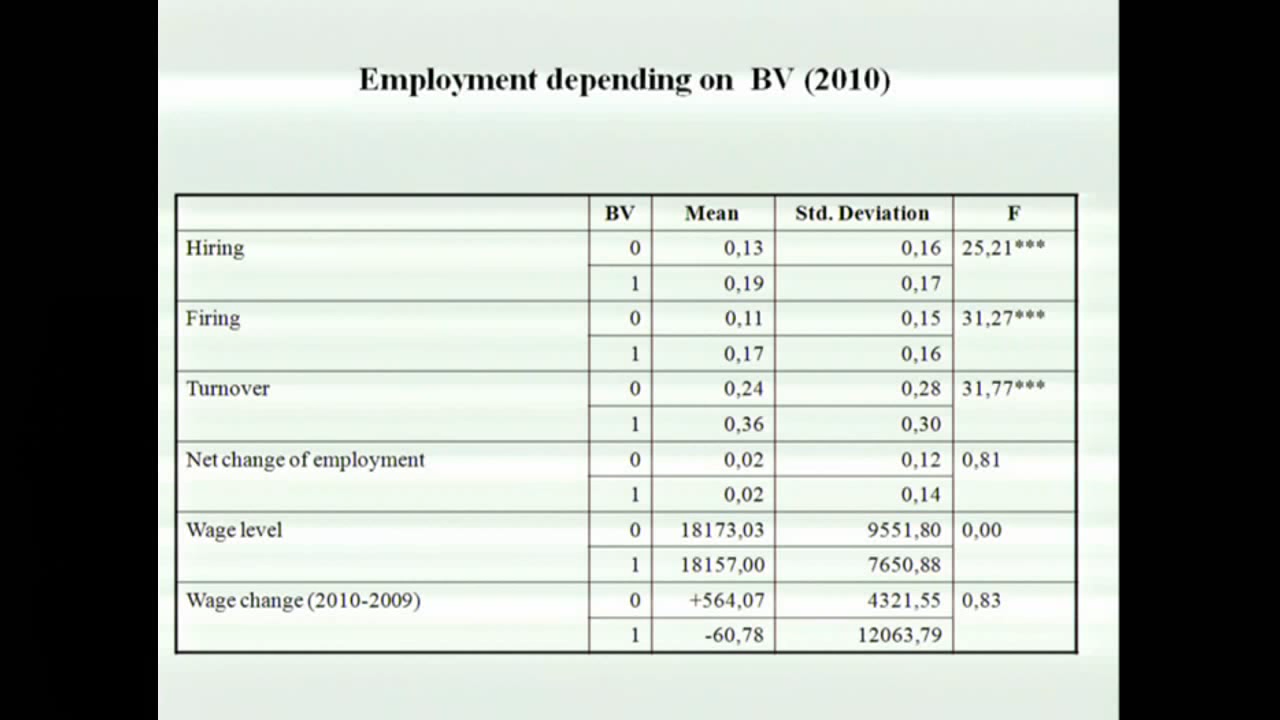 Employment depending on BV (2010)
BV Mean Std. Deviation F
Hiring 0 0,13 0,16 25,21***
1 0,19 0,17
Firing 0 0,11 0,15 31,27***
1 0,17 0,16
Turnover 0 0,24 0,28 31,77***
1 0,36 0,30
Net change of employment 0 0,02 0,12 0,81
1 0,02 0,14
Wage level 0 18173,03 9551,80 0,00
1 18157,00 7650,88
Wage change (2010-2009) 0 +564,07 4321,55 0,83
1 -60,78 12063,79